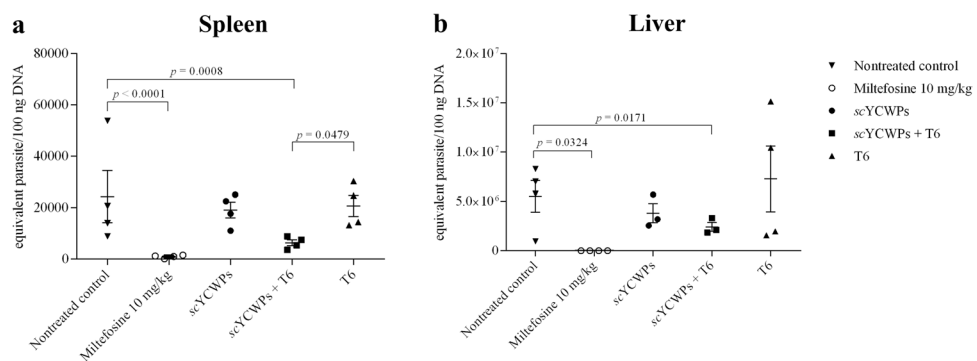 a Spleen
equivalent parasite/100 ng DNA
80000
60000
40000
20000
0
p = 0.0008
p < 0.0001
p = 0.0479
Nontreated control
Miltefosine 10 mg/kg
scYCWPs
scYCWPs + T6
T6
b Liver
equivalent parasite/100 ng DNA
2.0×10⁷
1.5×10⁷
1.0×10⁷
5.0×10⁶
0
p = 0.0171
p = 0.0324
Nontreated control
Miltefosine 10 mg/kg
scYCWPs
scYCWPs + T6
T6
Nontreated control
Miltefosine 10 mg/kg
scYCWPs
scYCWPs + T6
T6